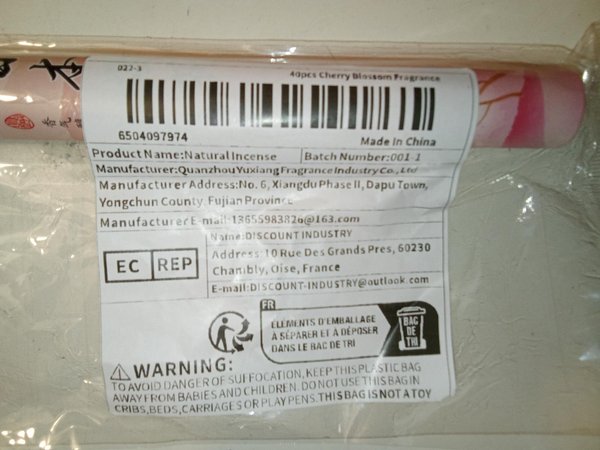 022-3
40pcs Cherry Blossom Fragrance
6504097974
Made in China
Product Name:Natural Incense
Batch Number:001-1
Manufacturer:Quanzhou Yuxiang Fragrance Industry Co., Ltd
Manufacturer Address:No. 6, Xiangdu Phase II, Dapu Town,
Yongchun County, Fujian Province
Manufacturer E-mail:13655983826@163.com
EC REP
Name:DISCOUNT INDUSTRY
Address:10 Rue Des Grands Pres, 60230
Chambly, Oise, France
E-mail:DISCOUNT-INDUSTRY@outlook.com
FR
ÉLÉMENTS D'EMBALLAGE
À SÉPARER ET À DÉPOSER
DANS LE BAC DE TRI
BAC
DE
TRI
WARNING:
TO AVOID DANGER OF SUFFOCATION, KEEP THIS PLASTIC BAG
AWAY FROM BABIES AND CHILDREN. DO NOT USE THIS BAG IN
CRIBS, BEDS, CARRIAGES OR PLAY PENS. THIS BAG IS NOT A TOY